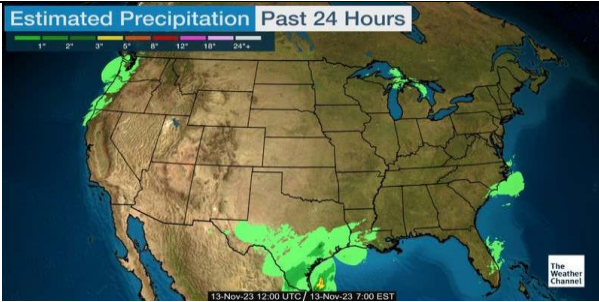 Estimated Precipitation Past 24 Hours
1" 2" 3" 5" 8" 12" 18" 24"+
The
Weather
Channel
13-Nov-23 12:00 UTC / 13-Nov-23 7:00 EST